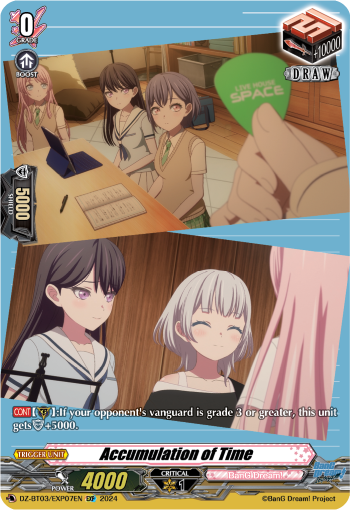 0
GRADE
+10000
DRAW
BOOST
LIVE HOUSE
SPACE
5000
SHIELD
CONT 1:If your opponent's vanguard is grade 3 or greater, this unit
gets +5000.
TRIGGER UNIT
Accumulation of Time
BanG Dream!
POWER
4000
CRITICAL
1
DZ-BT03/EXP07EN 2024
©BanG Dream! Project